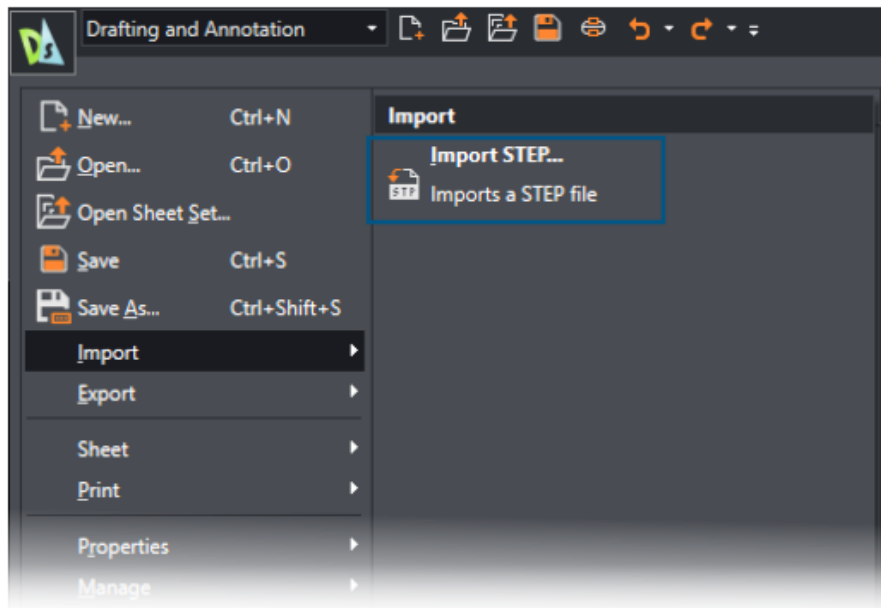 DS
Drafting and Annotation
New... Ctrl+N
Open... Ctrl+O
Open Sheet Set...
Save Ctrl+S
Save As... Ctrl+Shift+S
Import
Export
Sheet
Print
Properties
Manage
Import
Import STEP...
STP
Imports a STEP file